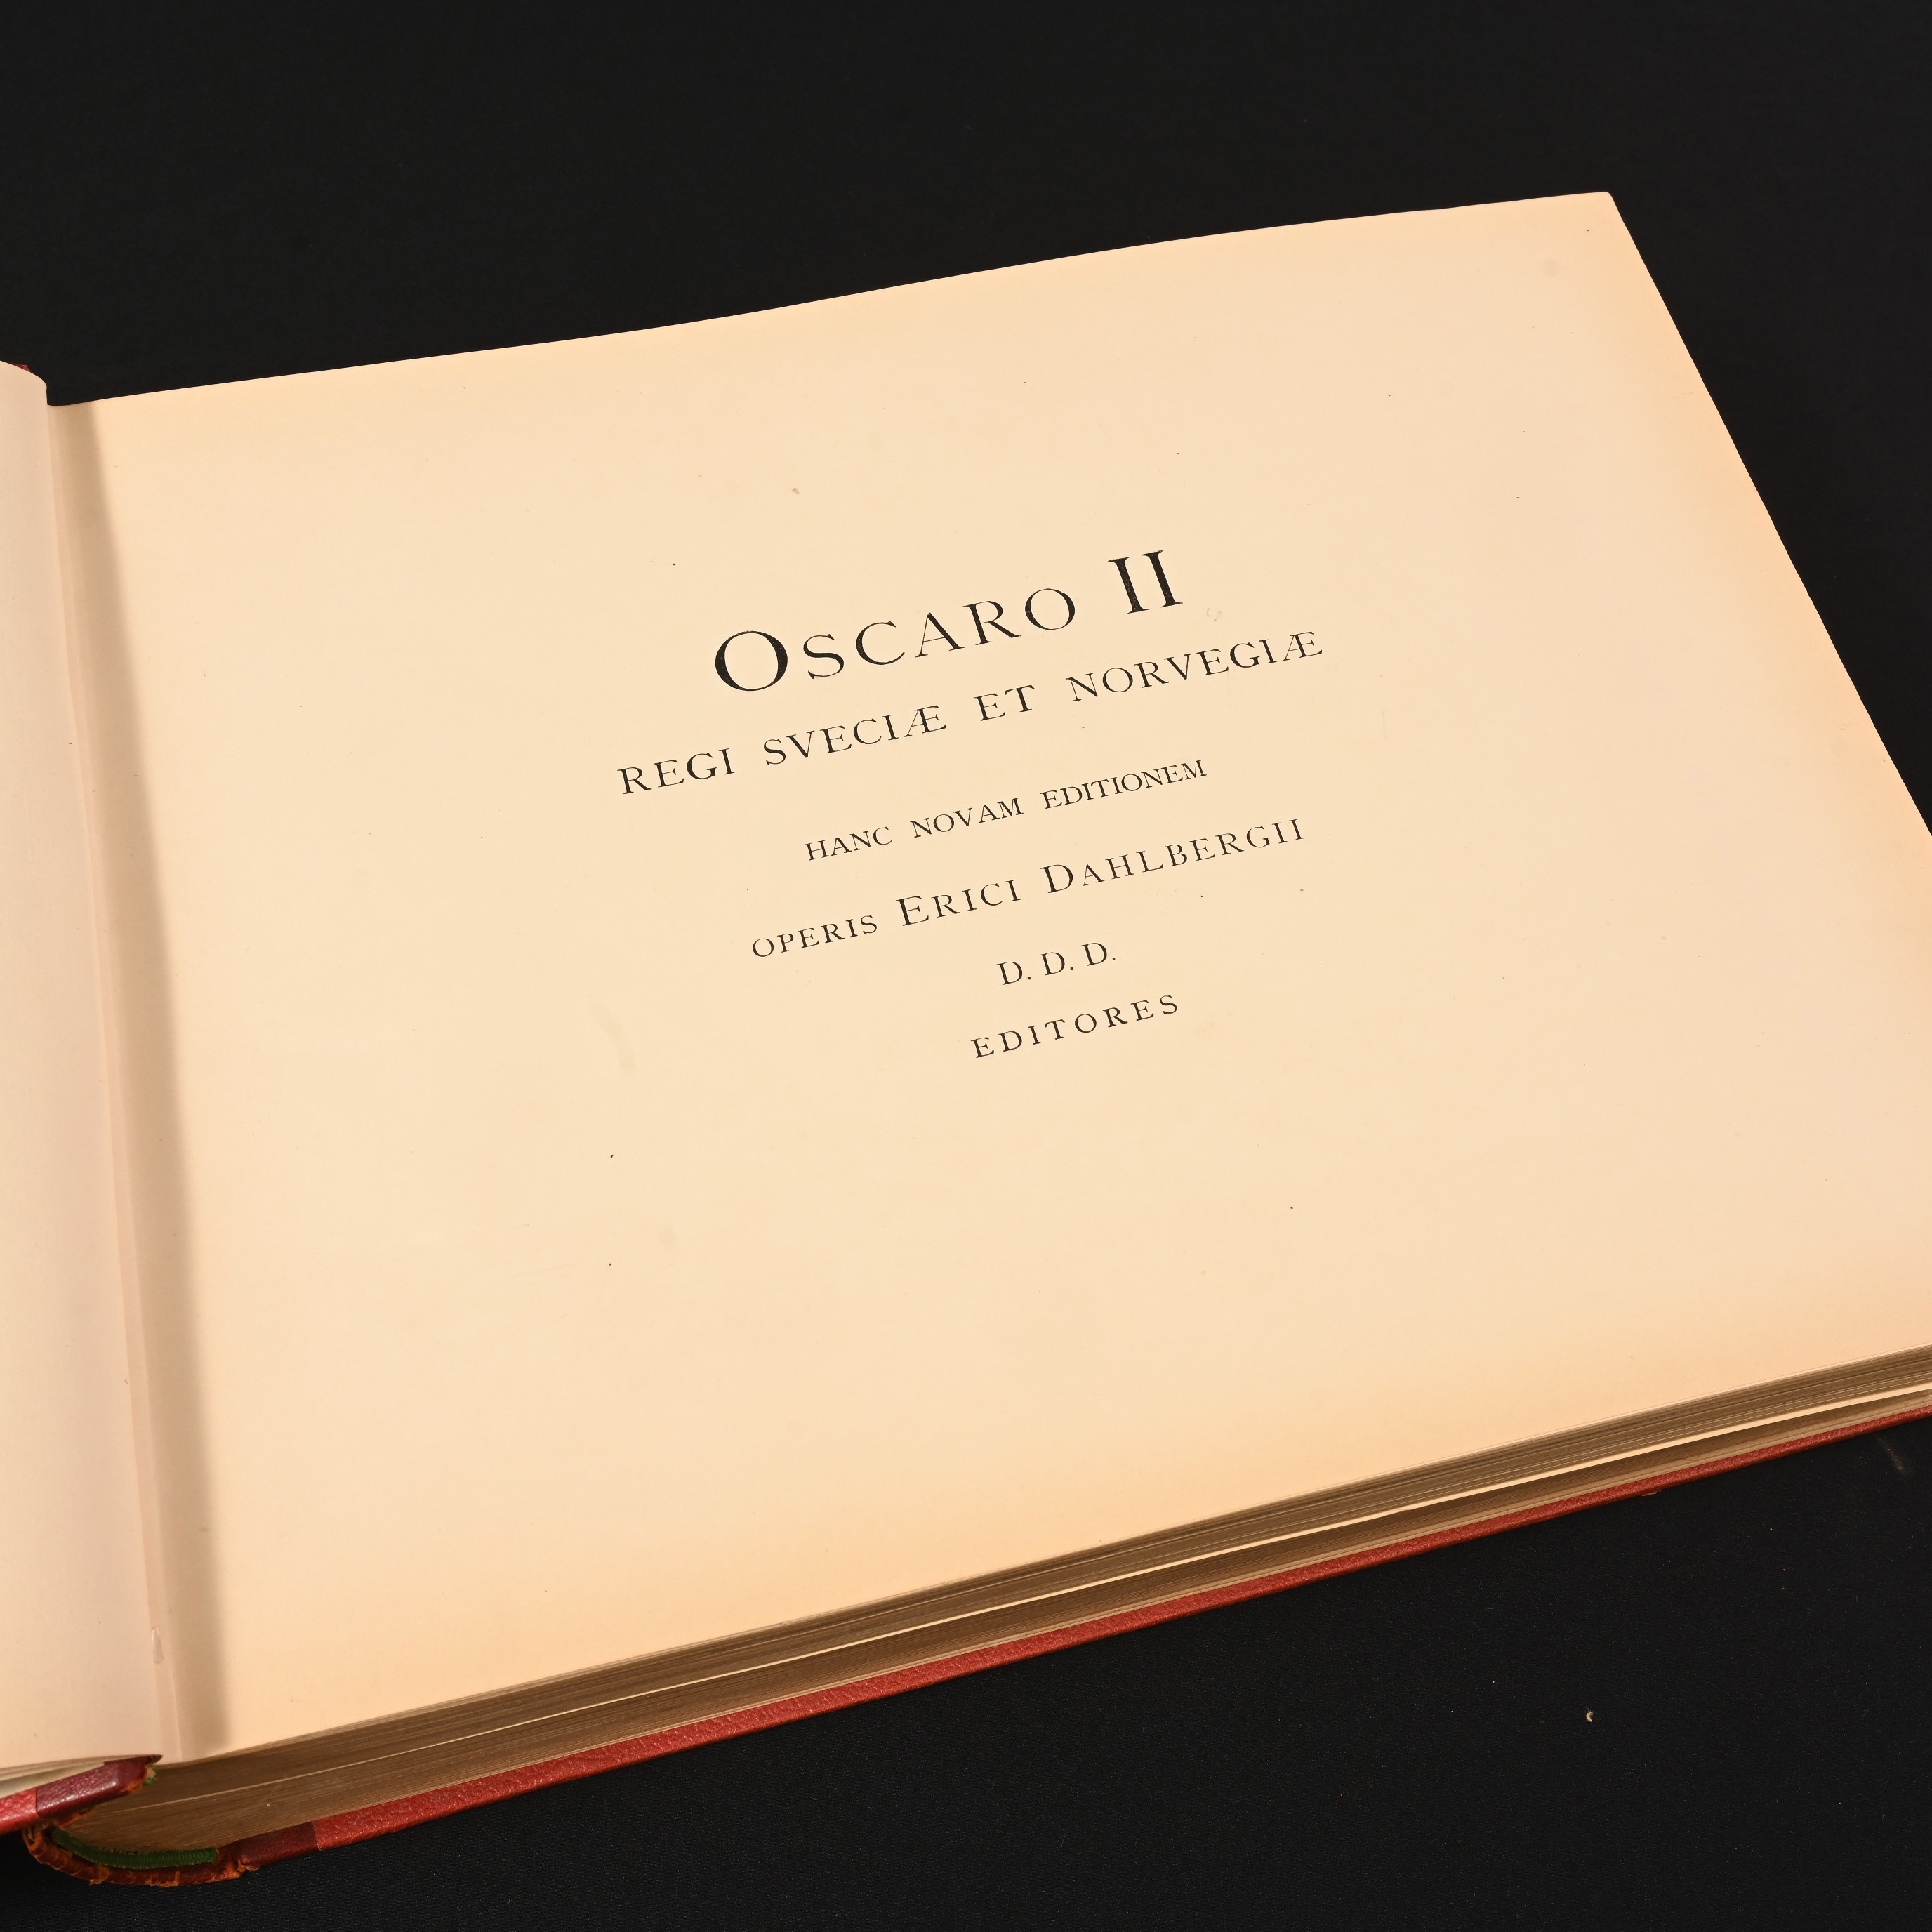 OSCARO II
REGI SVECIÆ ET NORVEGIÆ
HANC NOVAM EDITIONEM
OPERIS ERICI DAHLBERGII
D. D. D.
EDITORES